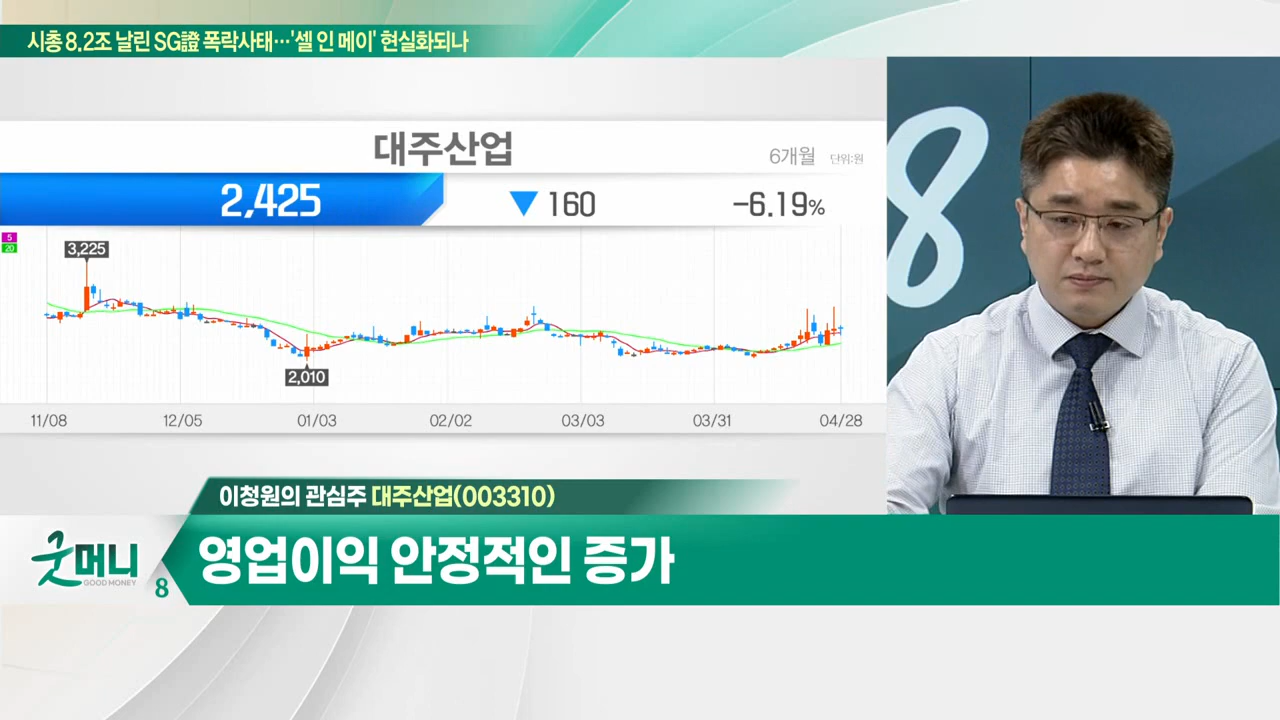 시총 8.2조 날린 SG證 폭락사태…'셀 인 메이' 현실화되나
대주산업
6개월 단위:원
2,425 ▼ 160 -6.19%
5
20
3,225
2,010
11/08 12/05 01/03 02/02 03/03 03/31 04/28
8
이청원의 관심주 대주산업(003310)
영업이익 안정적인 증가
굿머니
GOOD MONEY
8